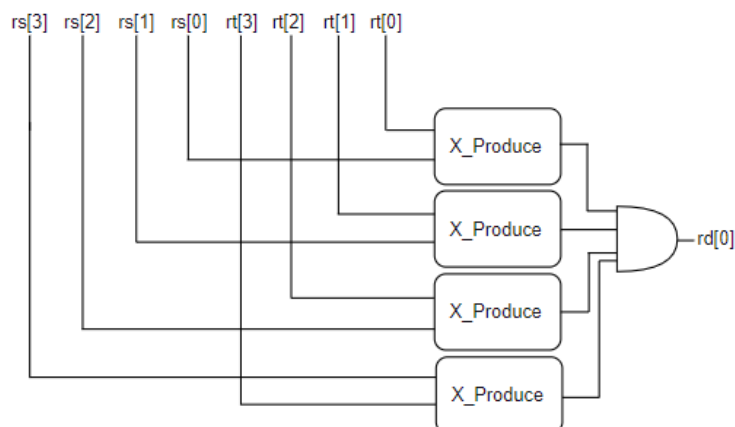 rs[3] rs[2] rs[1] rs[0] rt[3] rt[2] rt[1] rt[0]
X_Produce
X_Produce
rd[0]
X_Produce
X_Produce